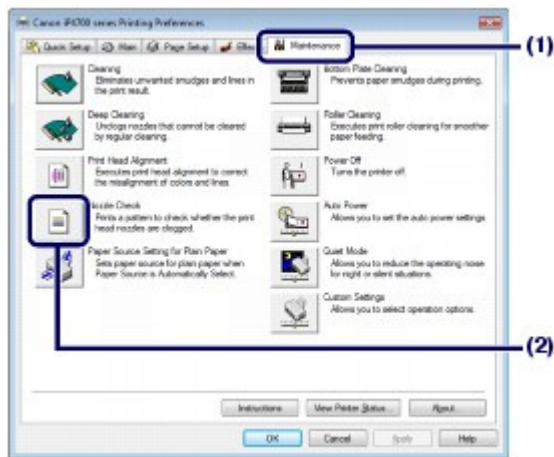 Canon iP4700 series Printing Preferences
Quick Setup Main Page Setup Effects Maintenance
(1)
Cleaning
Eliminates unwanted smudges and lines in
the print result.
Bottom Plate Cleaning
Prevents paper smudges during printing.
Deep Cleaning
Unclogs nozzles that cannot be cleared
by regular cleaning.
Roller Cleaning
Executes print roller cleaning for smoother
paper feeding.
Print Head Alignment
Executes print head alignment to correct
the misalignment of colors and lines.
Power Off
Turns the printer off.
Nozzle Check
Prints a pattern to check whether the print
head nozzles are clogged.
Auto Power
Allows you to set the auto power settings.
Paper Source Setting for Plain Paper
Sets paper source for plain paper when
Paper Source is Automatically Select.
Quiet Mode
Allows you to reduce the operating noise
for night or silent situations.
Custom Settings
Allows you to select operation options.
(2)
Instructions View Printer Status... About...
OK Cancel Apply Help